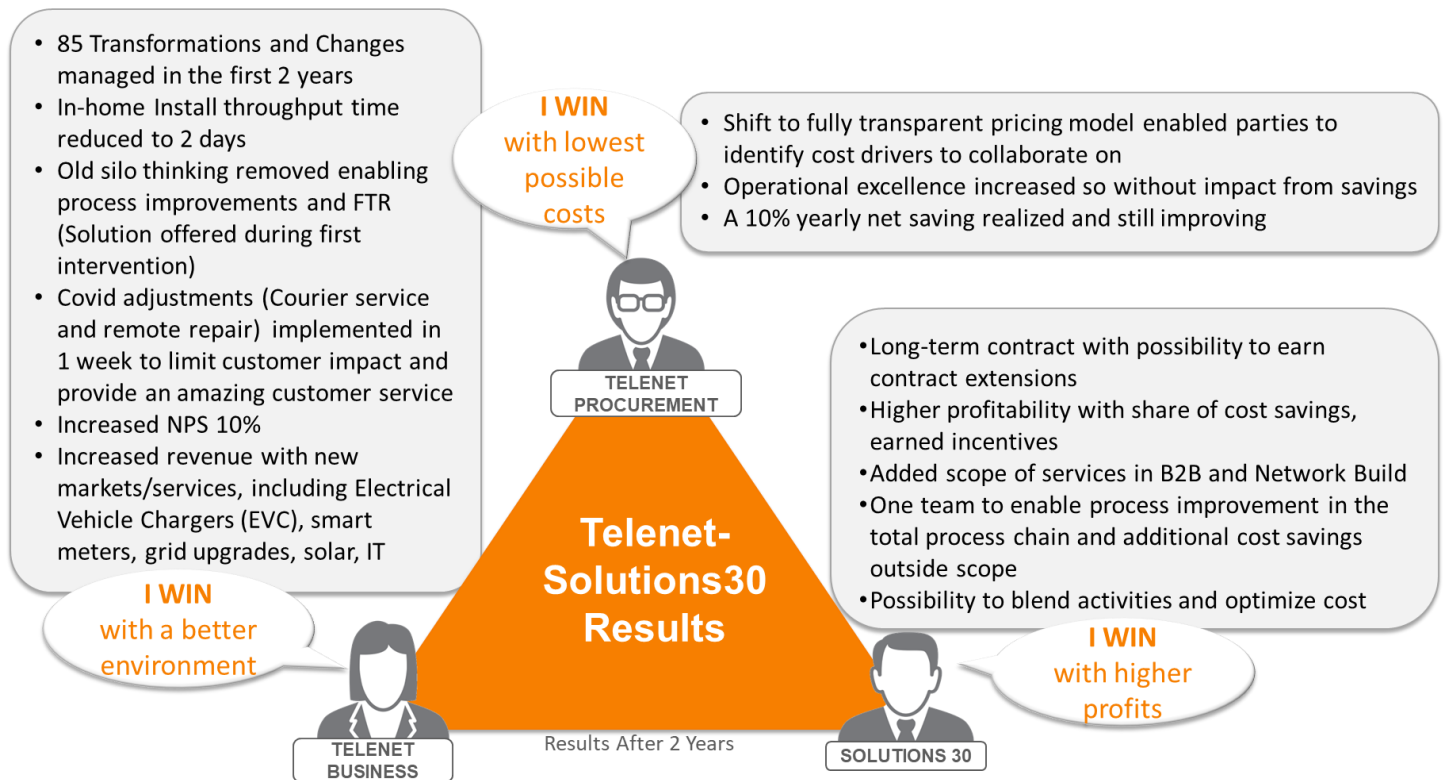 • 85 Transformations and Changes
managed in the first 2 years
• In-home Install throughput time
reduced to 2 days
• Old silo thinking removed enabling
process improvements and FTR
(Solution offered during first
intervention)
• Covid adjustments (Courier service
and remote repair) implemented in
1 week to limit customer impact and
provide an amazing customer service
• Increased NPS 10%
• Increased revenue with new
markets/services, including Electrical
Vehicle Chargers (EVC), smart
meters, grid upgrades, solar, IT
I WIN
with lowest
possible
costs
• Shift to fully transparent pricing model enabled parties to
identify cost drivers to collaborate on
• Operational excellence increased so without impact from savings
• A 10% yearly net saving realized and still improving
TELENET
PROCUREMENT
•Long-term contract with possibility to earn
contract extensions
•Higher profitability with share of cost savings,
earned incentives
•Added scope of services in B2B and Network Build
•One team to enable process improvement in the
total process chain and additional cost savings
outside scope
•Possibility to blend activities and optimize cost
Telenet-
Solutions30
Results
I WIN
with a better
environment
I WIN
with higher
profits
TELENET
BUSINESS
Results After 2 Years
SOLUTIONS 30